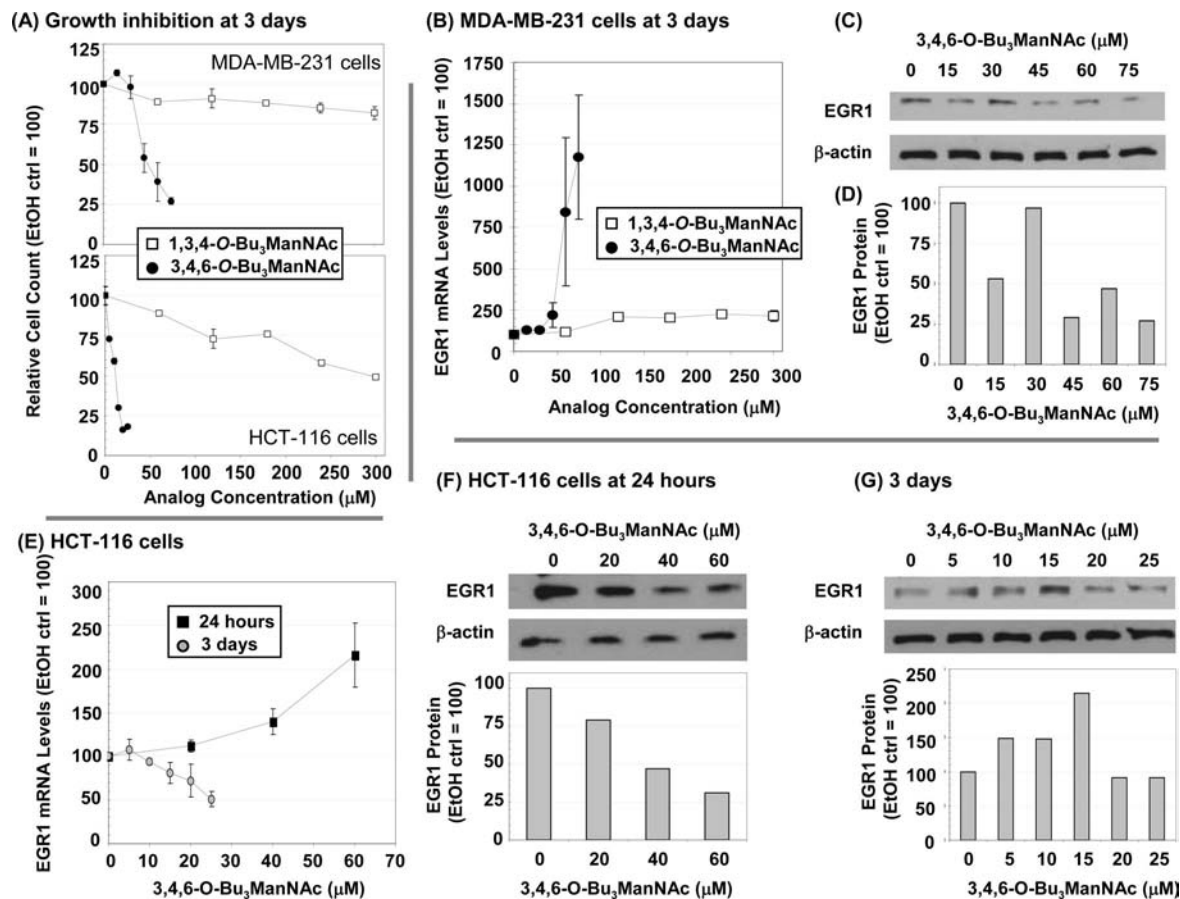 (A) Growth inhibition at 3 days
MDA-MB-231 cells
125
100
75
50
25
0
Relative Cell Count (EtOH ctrl = 100)
1,3,4-O-Bu₃ManNAc
3,4,6-O-Bu₃ManNAc
125
100
75
50
25
0
HCT-116 cells
0 50 100 150 200 250 300
Analog Concentration (μM)
(B) MDA-MB-231 cells at 3 days
EGR1 mRNA Levels (EtOH ctrl = 100)
1750
1500
1250
1000
750
500
250
100
0
1,3,4-O-Bu₃ManNAc
3,4,6-O-Bu₃ManNAc
0 50 100 150 200 250 300
Analog Concentration (μM)
(C)
3,4,6-O-Bu₃ManNAc (μM)
0 15 30 45 60 75
EGR1
β-actin
(D)
EGR1 Protein
(EtOH ctrl = 100)
100
75
50
25
0
0 15 30 45 60 75
3,4,6-O-Bu₃ManNAc (μM)
(E) HCT-116 cells
EGR1 mRNA Levels (EtOH ctrl = 100)
300
250
200
150
100
50
0
24 hours
3 days
0 10 20 30 40 50 60 70
3,4,6-O-Bu₃ManNAc (μM)
(F) HCT-116 cells at 24 hours
3,4,6-O-Bu₃ManNAc (μM)
0 20 40 60
EGR1
β-actin
EGR1 Protein
(EtOH ctrl = 100)
100
75
50
25
0
0 20 40 60
3,4,6-O-Bu₃ManNAc (μM)
(G) 3 days
3,4,6-O-Bu₃ManNAc (μM)
0 5 10 15 20 25
EGR1
β-actin
EGR1 Protein
(EtOH ctrl = 100)
250
200
150
100
50
0
0 5 10 15 20 25
3,4,6-O-Bu₃ManNAc (μM)